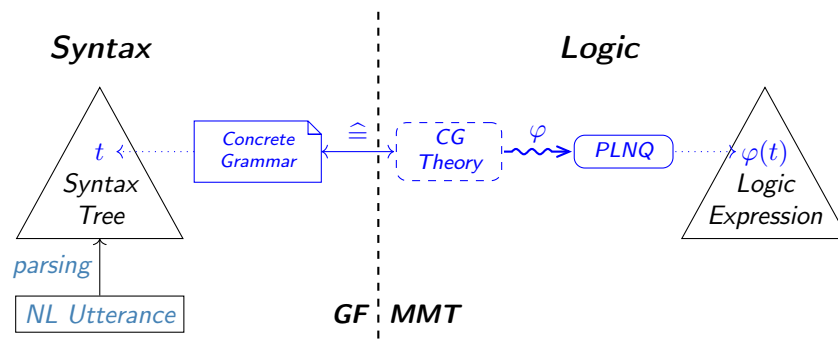 Syntax
Logic
t
Syntax
Tree
Concrete
Grammar
≙
CG
Theory
φ
PLNQ
φ(t)
Logic
Expression
parsing
NL Utterance
GF
MMT